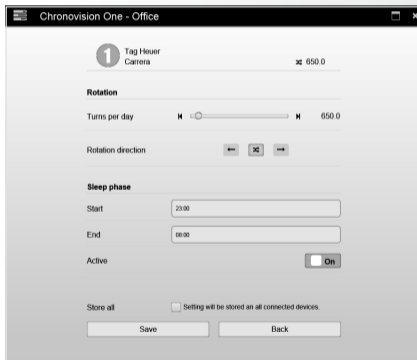 Chronovision One - Office
1
Tag Heuer
Carrera
650.0
Rotation
Turns per day
650.0
Rotation direction
Sleep phase
Start
23:00
End
08:00
Active
On
Store all
Setting will be stored an all connected devices.
Save
Back